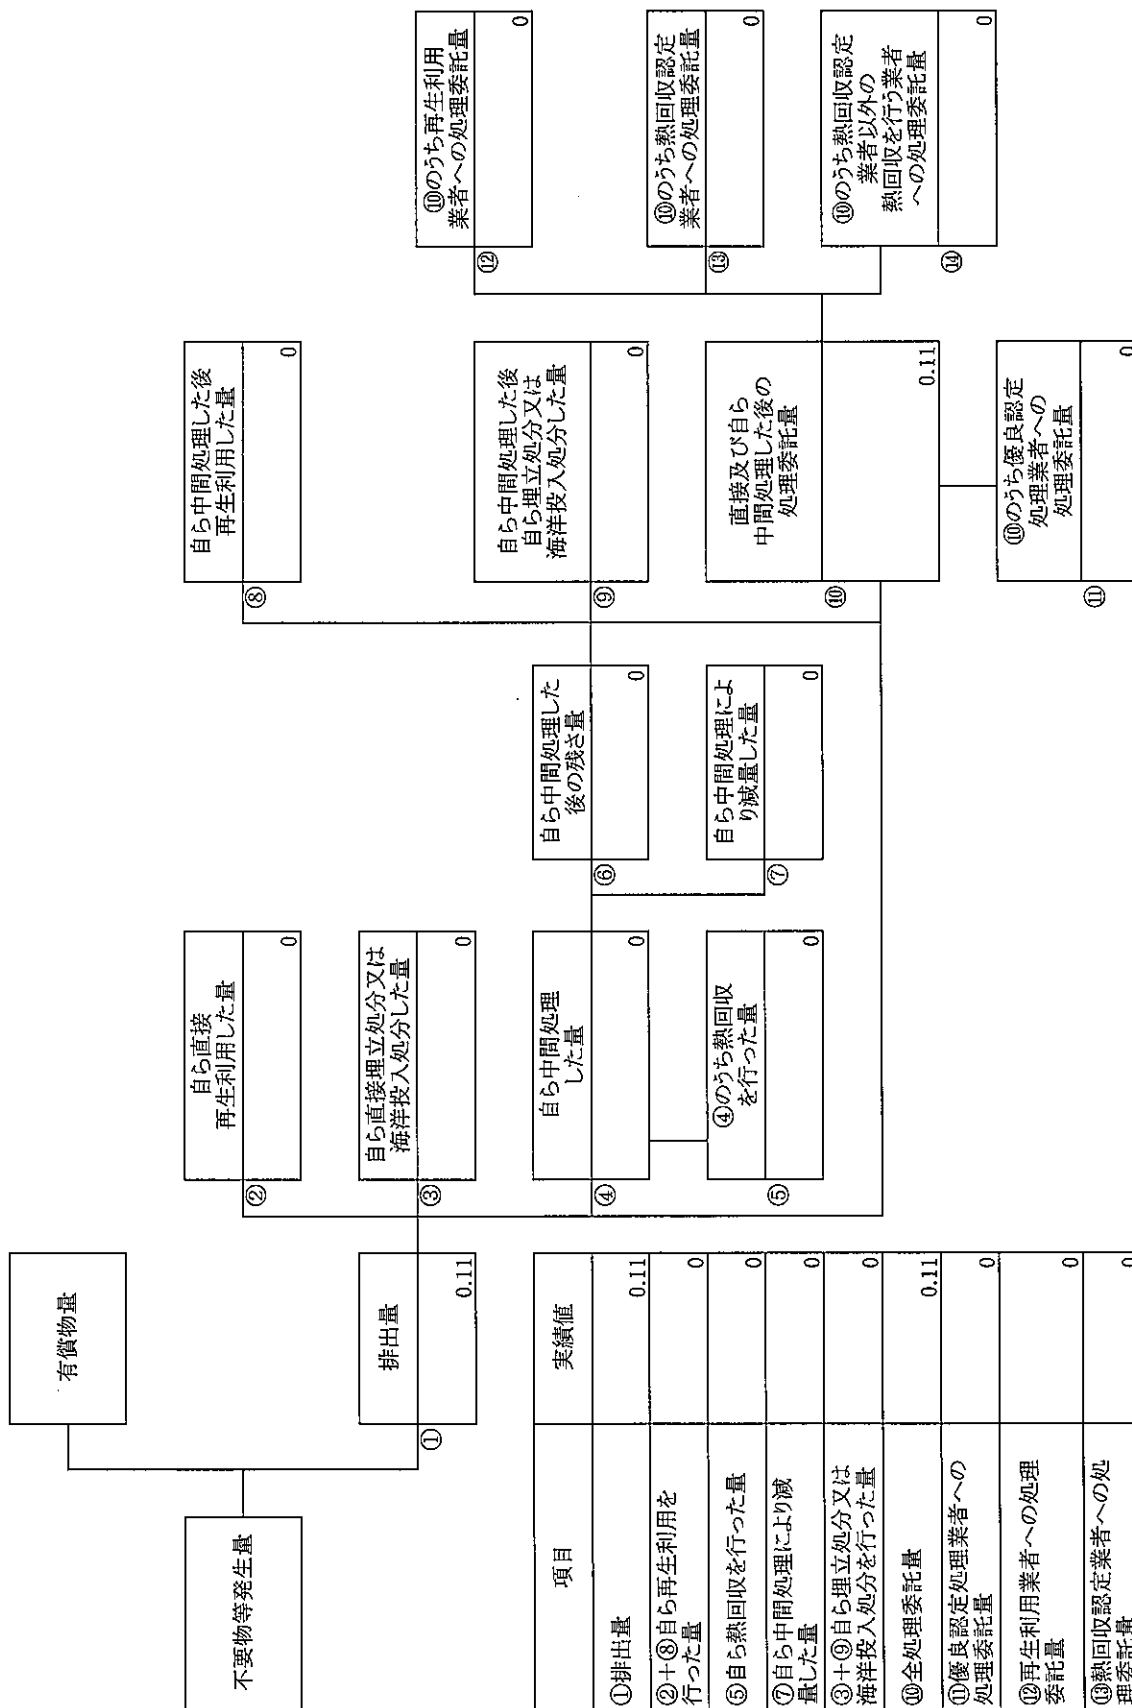 不要物等発生量
有償物量
排出量
①
0.11
自ら直接
再生利用した量
②
0
自ら直接埋立処分又は
海洋投入処分した量
③
0
自ら中間処理
した量
④
0
④のうち熱回収
を行った量
⑤
0
自ら中間処理した
後の残さ量
⑥
0
自ら中間処理によ
り減量した量
⑦
0
自ら中間処理した後
再生利用した量
⑧
0
自ら中間処理した後
自ら埋立処分又は
海洋投入処分した量
⑨
0
直接及び自ら
中間処理した後の
処理委託量
⑩
0.11
⑩のうち優良認定
処理業者への
処理委託量
⑪
0
⑩のうち再生利用
業者への処理委託量
⑫
0
⑩のうち熱回収認定
業者への処理委託量
⑬
0
⑩のうち熱回収認定
業者以外の
熱回収を行う業者
への処理委託量
⑭
0
項目 実績値
①排出量 0.11
②+⑧自ら再生利用を
行った量 0
⑤自ら熱回収を行った量 0
⑦自ら中間処理により減
量した量 0
③+⑨自ら埋立処分又は
海洋投入処分を行った量 0
⑩全処理委託量 0.11
⑪優良認定処理業者への
処理委託量 0
⑫再生利用業者への処理
委託量 0
⑬熱回収認定業者への処
理委託量 0